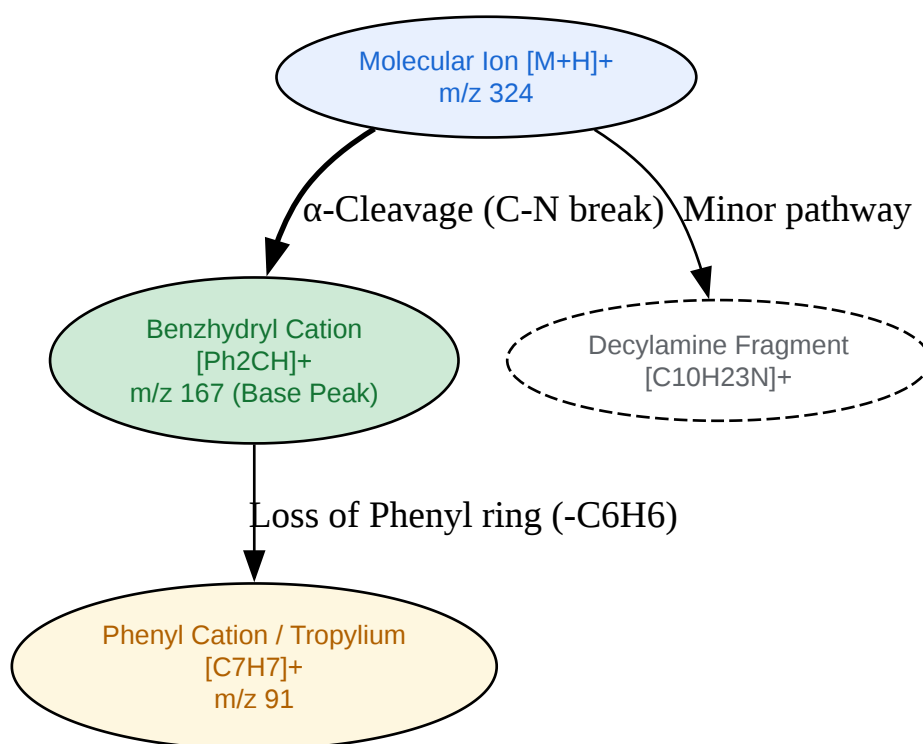 Molecular Ion [M+H]+
m/z 324
α-Cleavage (C-N break)
Minor pathway
Benzhydryl Cation
[Ph2CH]+
m/z 167 (Base Peak)
Decylamine Fragment
[C10H23N]+
Loss of Phenyl ring (-C6H6)
Phenyl Cation / Tropylium
[C7H7]+
m/z 91